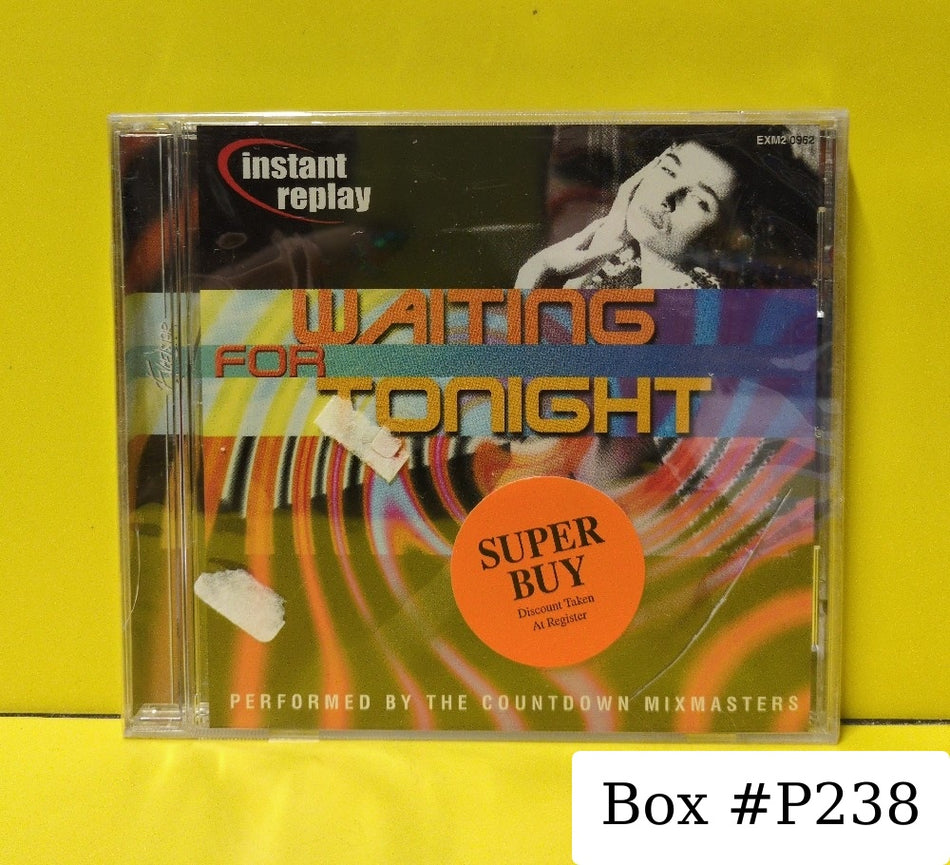 instant
replay
EXM2 0962
WAITING
FOR
TONIGHT
SUPER
BUY
Discount Taken
At Register
PERFORMED BY THE COUNTDOWN MIXMASTERS
Box #P238